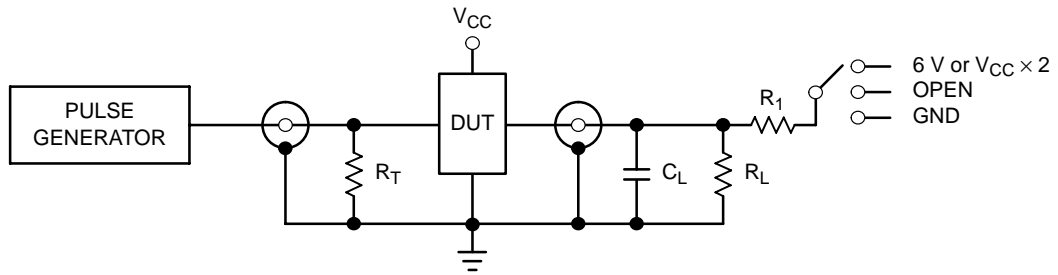 V_CC
PULSE
GENERATOR
R_T
DUT
C_L
R_L
R_1
6 V or V_CC × 2
OPEN
GND